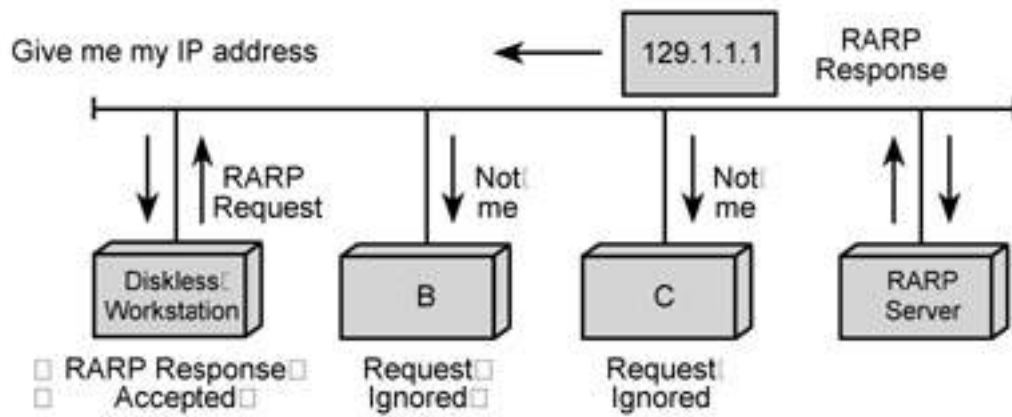 Give me my IP address
129.1.1.1
RARP
Response
RARP
Request
Not
me
Not
me
Diskless
Workstation
B
C
RARP
Server
RARP Response
Accepted
Request
Ignored
Request
Ignored